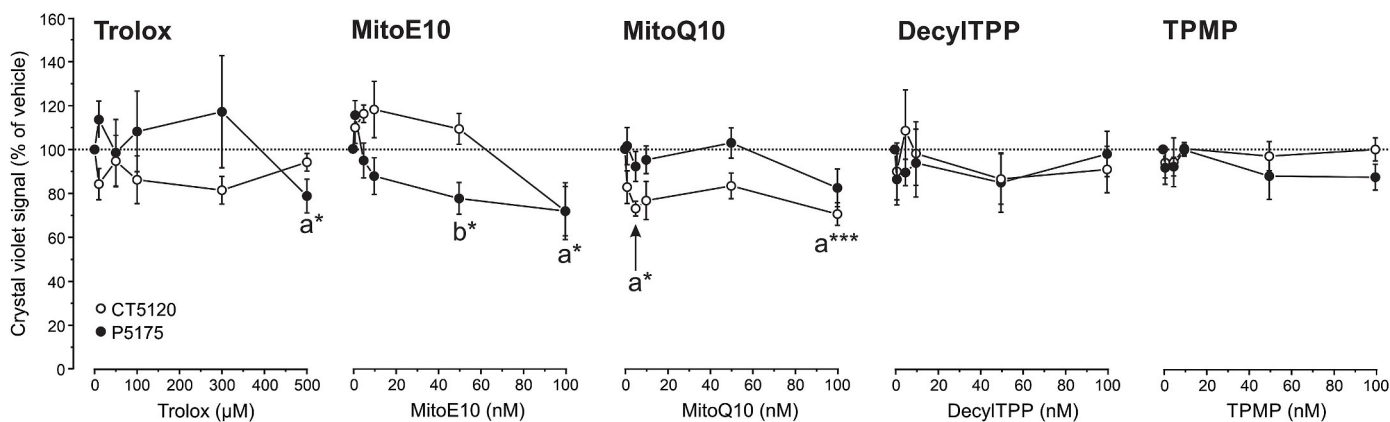 Trolox MitoE10 MitoQ10 DecylTPP TPMP
Crystal violet signal (% of vehicle)
160
140
120
100
80
60
40
20
0
a* b* a* a* a***
CT5120
P5175
0 100 200 300 400 500 0 20 40 60 80 100 0 20 40 60 80 100 0 20 40 60 80 100 0 20 40 60 80 100
Trolox (µM) MitoE10 (nM) MitoQ10 (nM) DecylTPP (nM) TPMP (nM)